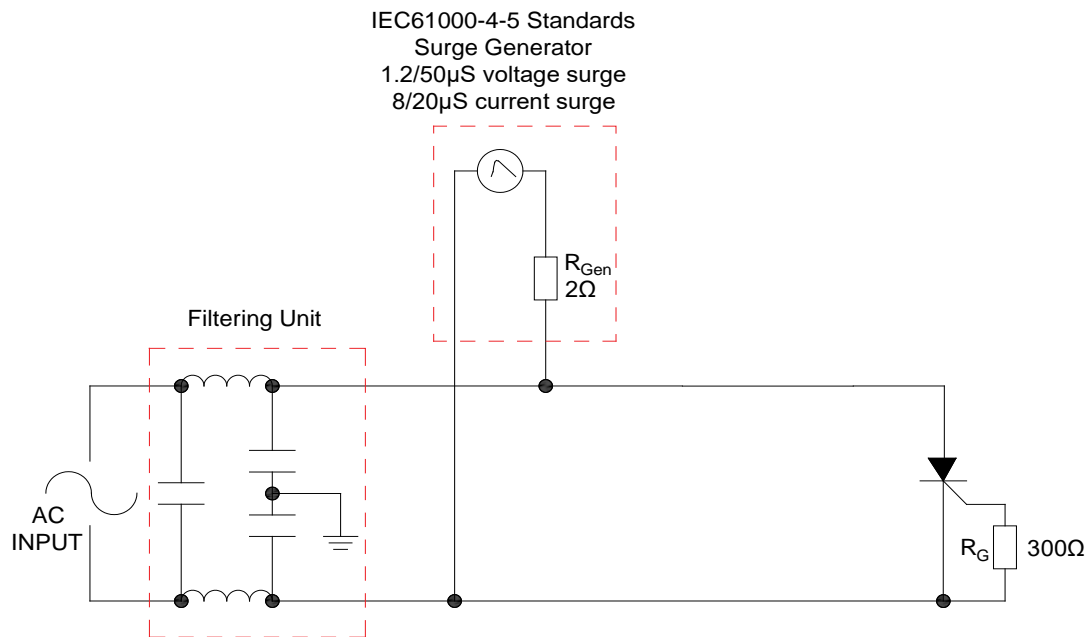 IEC61000-4-5 Standards
Surge Generator
1.2/50µS voltage surge
8/20µS current surge
RGen
2Ω
Filtering Unit
AC
INPUT
RG
300Ω